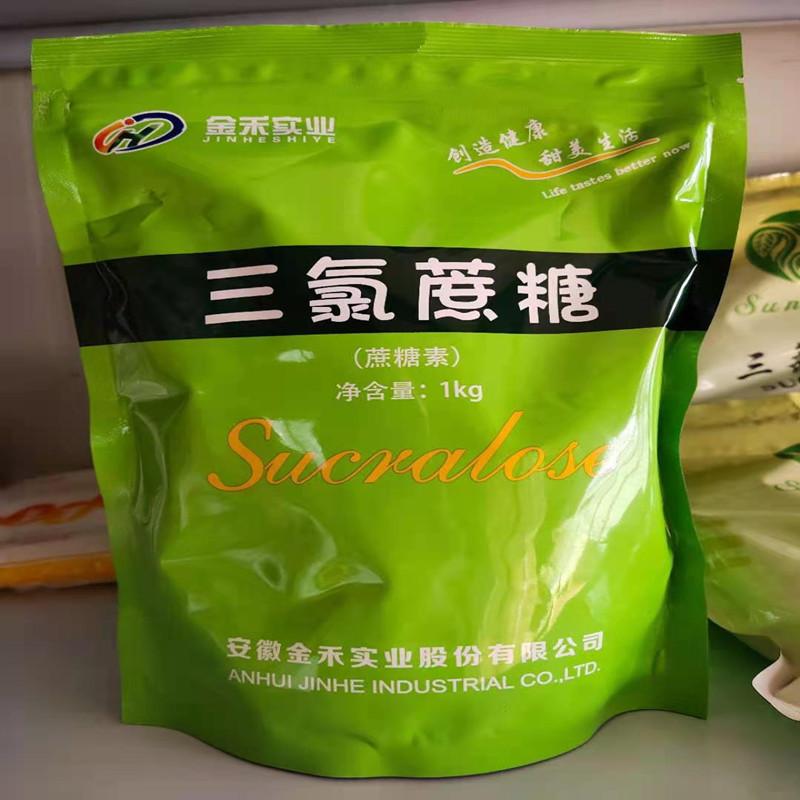 金禾实业
JINHESHIYE
创造健康
甜美生活
Life tastes better now
三氯蔗糖
(蔗糖素)
净含量：1kg
Sucralose
安徽金禾实业股份有限公司
ANHUI JINHE INDUSTRIAL CO.,LTD.
Sun
三